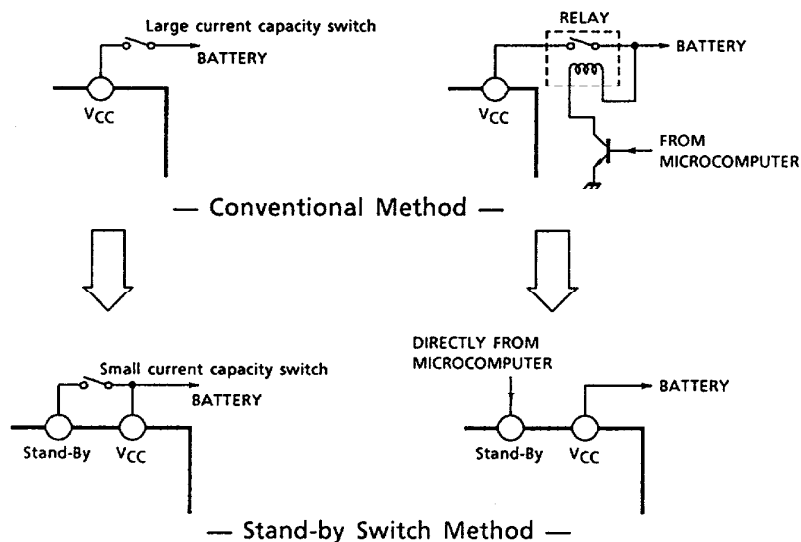 Large current capacity switch
BATTERY
VCC
RELAY
BATTERY
VCC
FROM
MICROCOMPUTER
— Conventional Method —
Small current capacity switch
BATTERY
Stand-By
VCC
DIRECTLY FROM
MICROCOMPUTER
BATTERY
Stand-By
VCC
— Stand-by Switch Method —